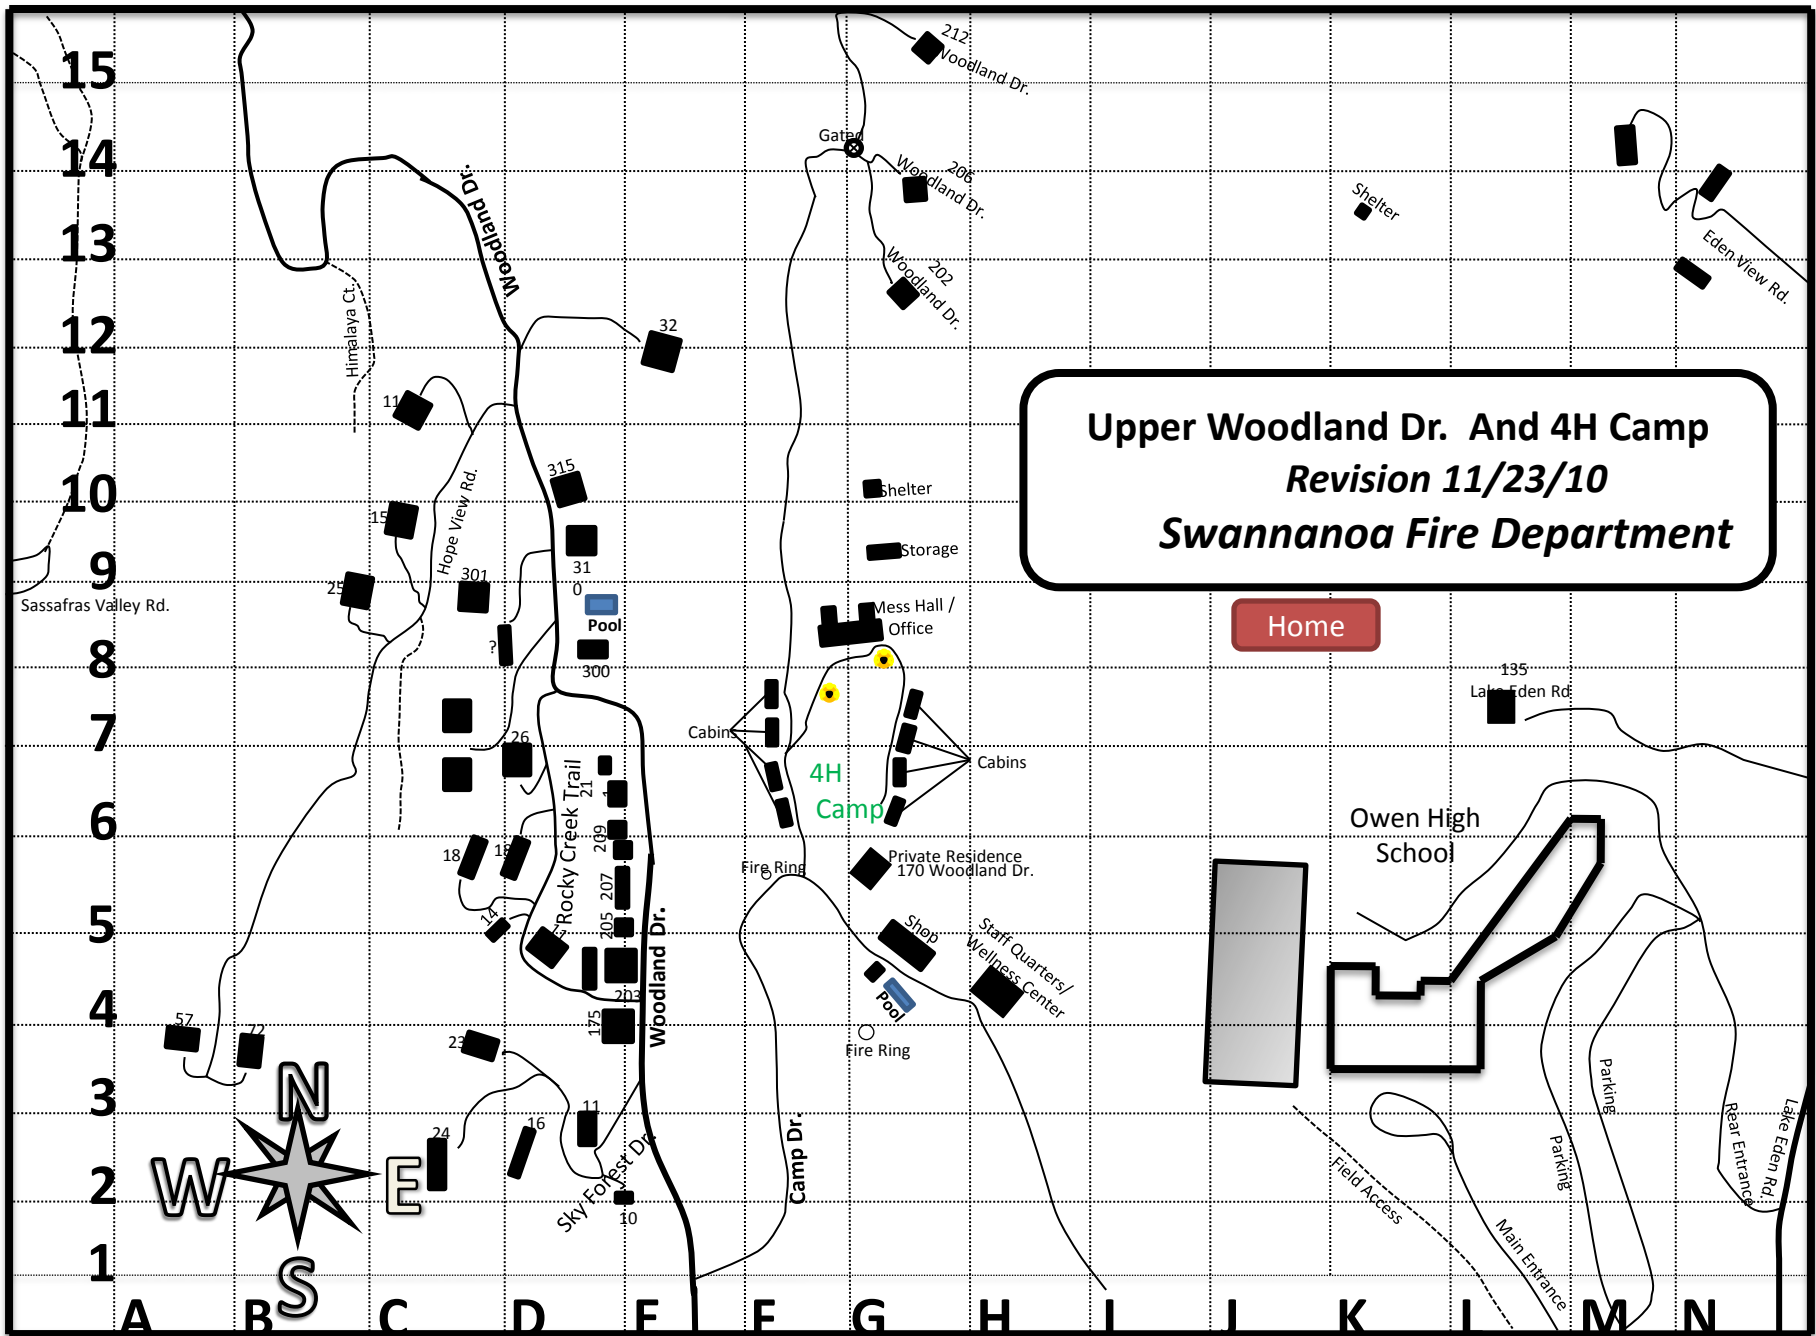 212
Woodland Dr.
15
Gated
14
206
Woodland Dr.
Woodland Dr.
Shelter
13
202
Woodland Dr.
Eden View Rd.
Himalaya Ct.
12
32
11
11
Upper Woodland Dr. And 4H Camp
Revision 11/23/10
Swannanoa Fire Department
315
10
Shelter
15
Hope View Rd.
Storage
9
31
0
301
25
Sassafras Valley Rd.
Mess Hall /
Office
Pool
Home
?
8
300
135
Lake Eden Rd
7
Cabins
26
Cabins
4H
Camp
21
1
Rocky Creek Trail
6
Owen High
School
209
18
18
Private Residence
170 Woodland Dr.
Fire Ring
207
14
205
5
11
Shop
Staff Quarters/
Wellness Center
Woodland Dr.
203
Pool
4
57
72
175
23
Fire Ring
N
3
Parking
Rear Entrance
Lake Eden Rd.
11
16
24
Sky Forest Dr.
Camp Dr.
Parking
Field Access
W
E
2
10
Main Entrance
1
S
A B C D E F G H I J K L M N